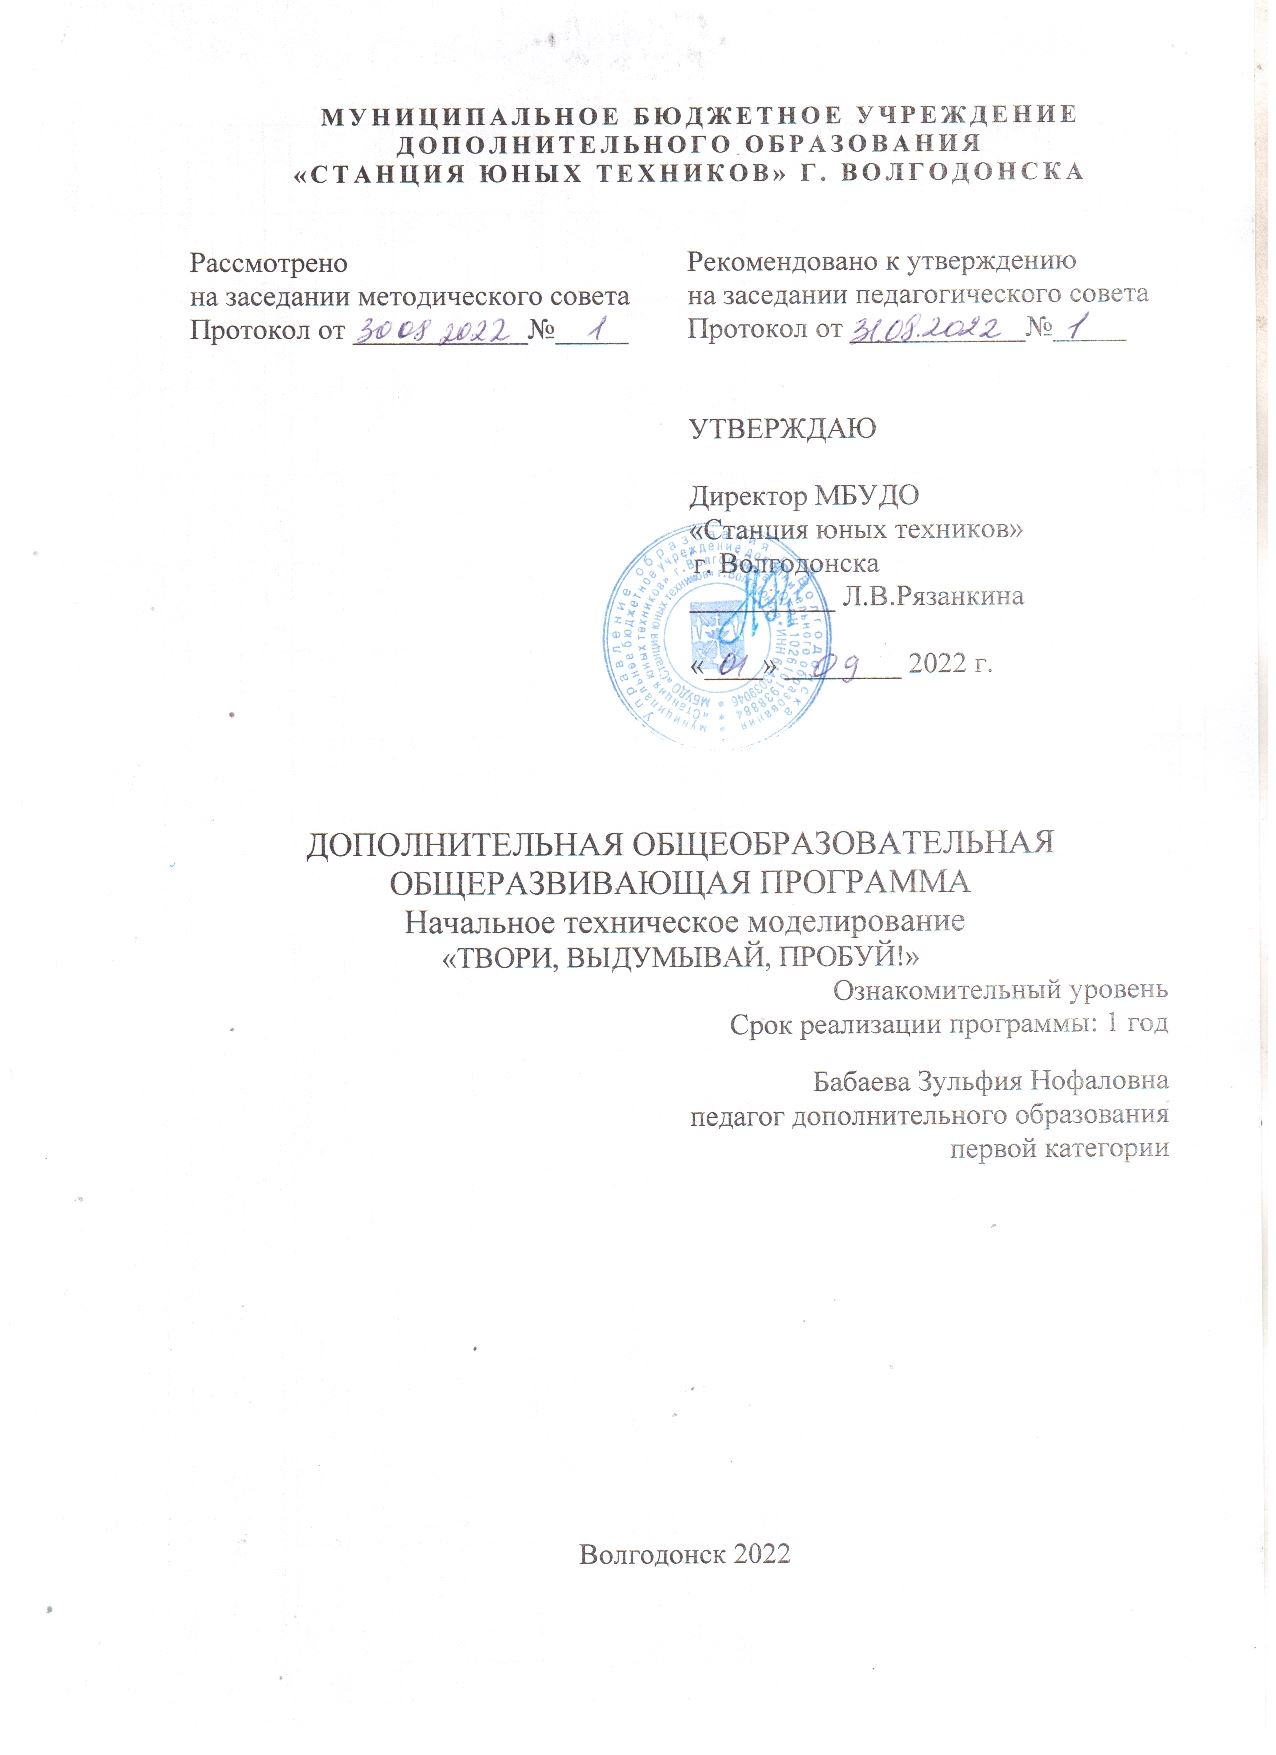 МУНИЦИПАЛЬНОЕ БЮДЖЕТНОЕ УЧРЕЖДЕНИЕ
ДОПОЛНИТЕЛЬНОГО ОБРАЗОВАНИЯ
«СТАНЦИЯ ЮНЫХ ТЕХНИКОВ» Г. ВОЛГОДОНСКА
Рассмотрено
на заседании методического совета
Протокол от 30 08 2022 № 1
Рекомендовано к утверждению
на заседании педагогического совета
Протокол от 31.08.2022 № 1
УТВЕРЖДАЮ
Директор МБУДО
«Станция юных техников»
г. Волгодонска
Л.В.Рязанкина
« 01 » 09 2022 г.
ДОПОЛНИТЕЛЬНАЯ ОБЩЕОБРАЗОВАТЕЛЬНАЯ
ОБЩЕРАЗВИВАЮЩАЯ ПРОГРАММА
Начальное техническое моделирование
«ТВОРИ, ВЫДУМЫВАЙ, ПРОБУЙ!»
Ознакомительный уровень
Срок реализации программы: 1 год
Бабаева Зульфия Нофаловна
педагог дополнительного образования
первой категории
Волгодонск 2022